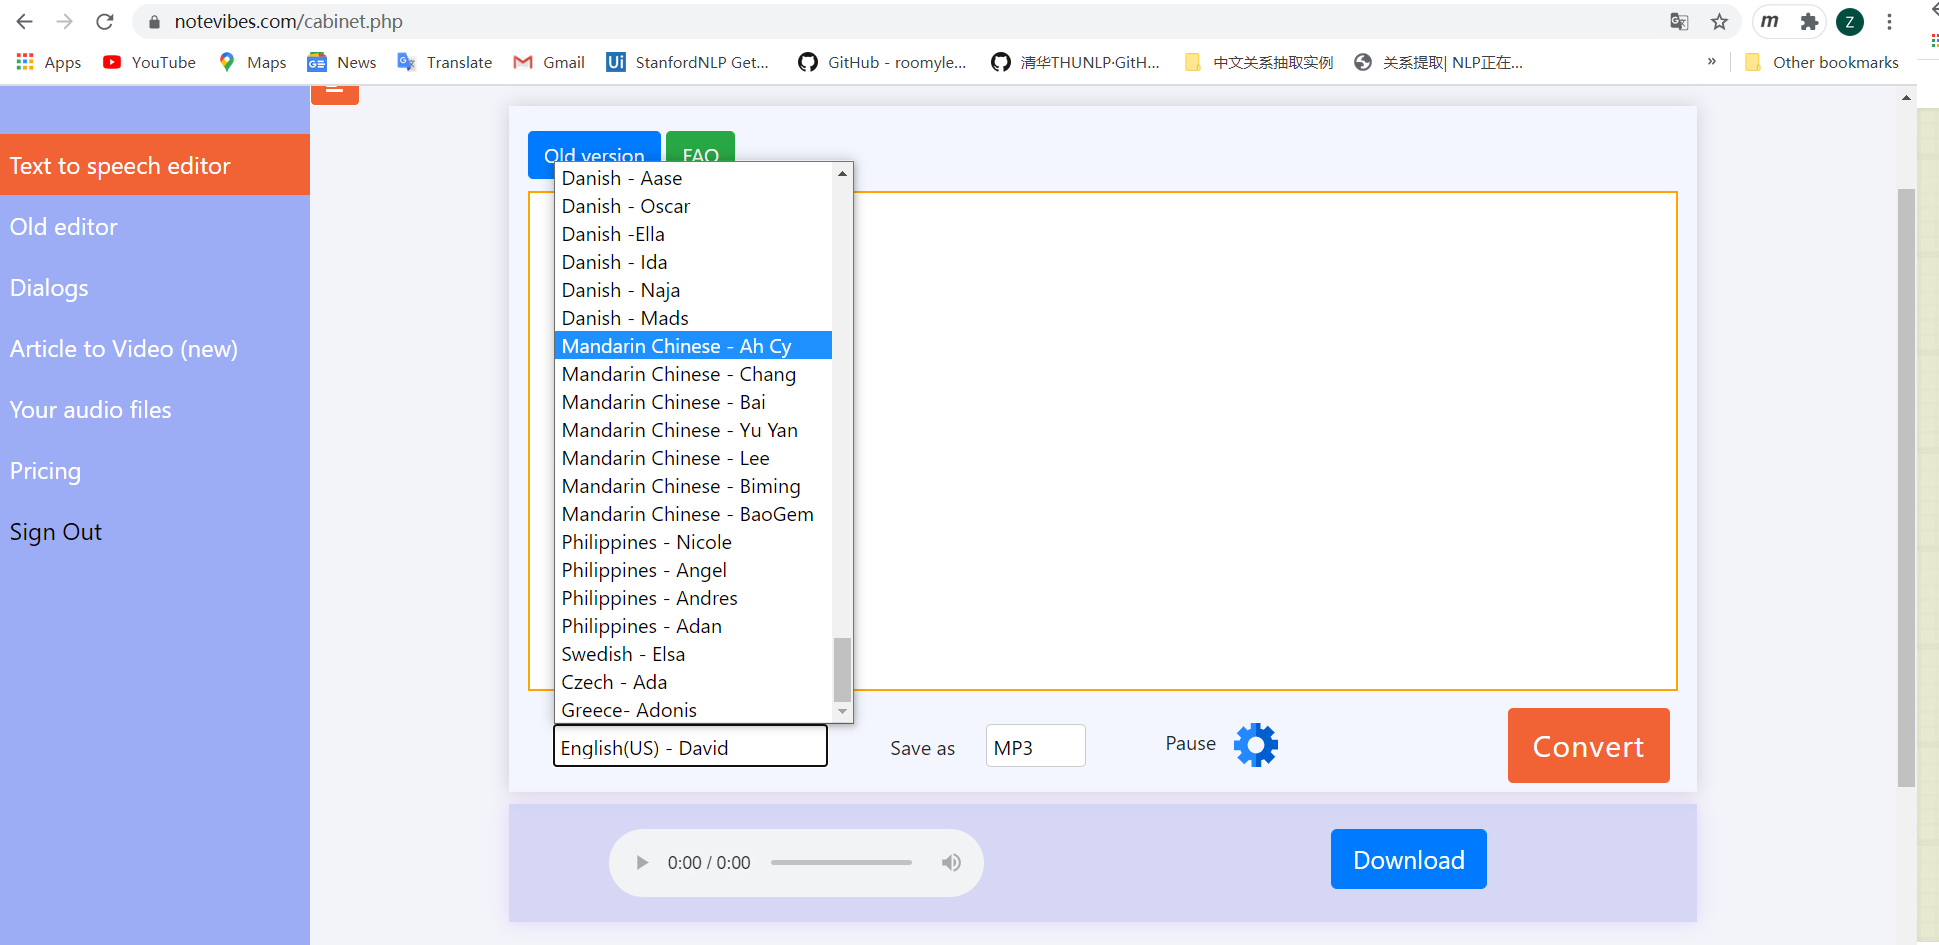 notevibes.com/cabinet.php
m
Z
Apps
YouTube
Maps
News
Translate
Gmail
StanfordNLP Get...
GitHub - roomyle...
清华THUNLP·GitH...
中文关系抽取实例
关系提取| NLP正在...
»
Other bookmarks
Text to speech editor
Old editor
Dialogs
Article to Video (new)
Your audio files
Pricing
Sign Out
Old version
FAQ
Danish - Aase
Danish - Oscar
Danish -Ella
Danish - Ida
Danish - Naja
Danish - Mads
Mandarin Chinese - Ah Cy
Mandarin Chinese - Chang
Mandarin Chinese - Bai
Mandarin Chinese - Yu Yan
Mandarin Chinese - Lee
Mandarin Chinese - Biming
Mandarin Chinese - BaoGem
Philippines - Nicole
Philippines - Angel
Philippines - Andres
Philippines - Adan
Swedish - Elsa
Czech - Ada
Greece- Adonis
English(US) - David
Save as
MP3
Pause
Convert
0:00 / 0:00
Download